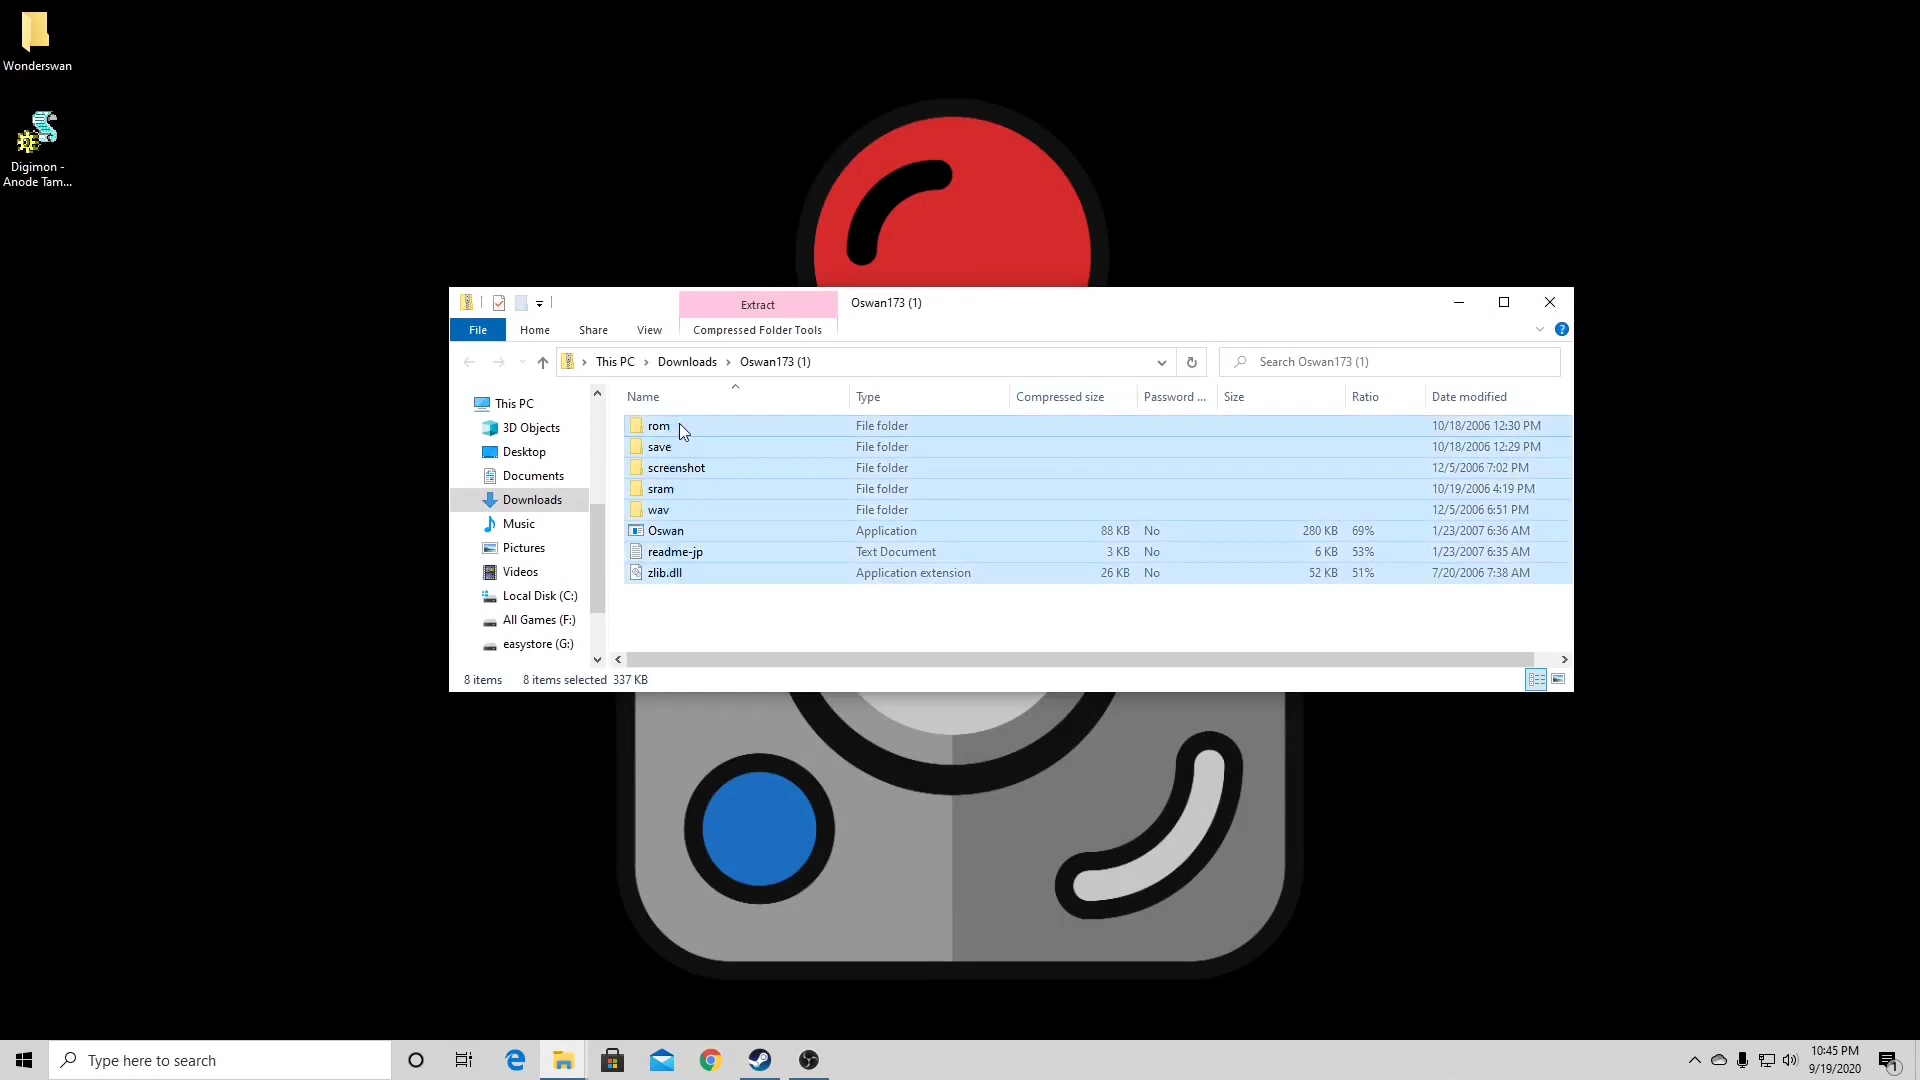 Wonderswan
Digimon -
Anode Tam...
Extract
Oswan173 (1)
File
Home
Share
View
Compressed Folder Tools
This PC
Downloads
Oswan173 (1)
Search Oswan173 (1)
Name
Type
Compressed size
Password ...
Size
Ratio
Date modified
This PC
3D Objects
Desktop
Documents
Downloads
Music
Pictures
Videos
Local Disk (C:)
All Games (F:)
easystore (G:)
rom File folder 10/18/2006 12:30 PM
save File folder 10/18/2006 12:29 PM
screenshot File folder 12/5/2006 7:02 PM
sram File folder 10/19/2006 4:19 PM
wav File folder 12/5/2006 6:51 PM
Oswan Application 88 KB No 280 KB 69% 1/23/2007 6:36 AM
readme-jp Text Document 3 KB No 6 KB 53% 1/23/2007 6:35 AM
zlib.dll Application extension 26 KB No 52 KB 51% 7/20/2006 7:38 AM
8 items 8 items selected 337 KB
Type here to search
10:45 PM
9/19/2020
1